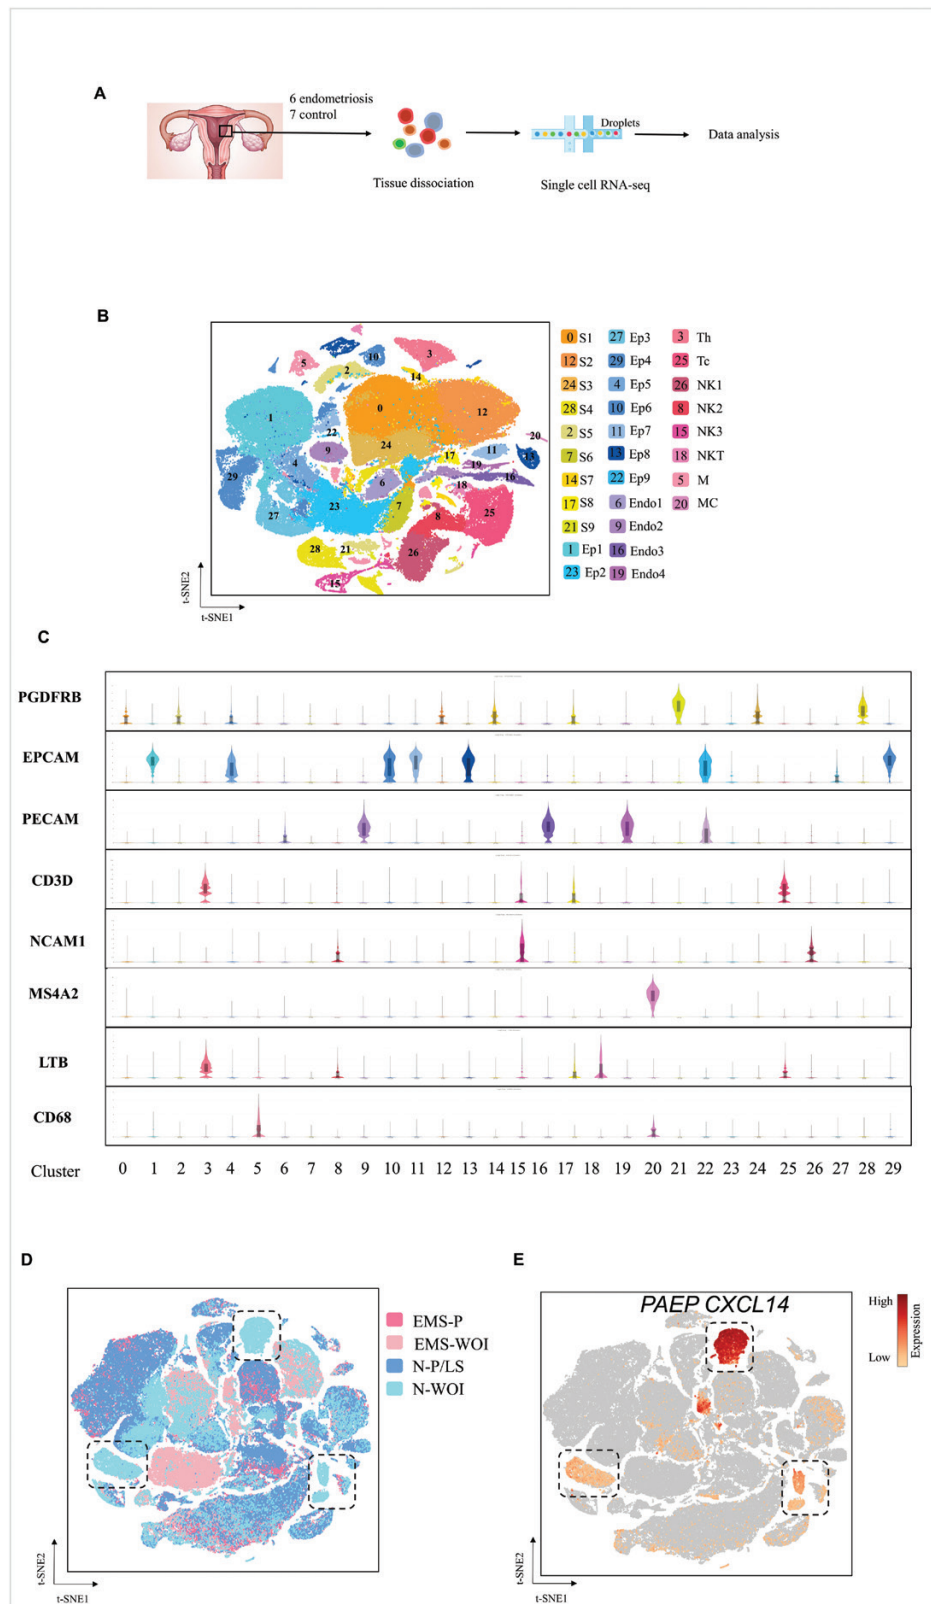 A
6 endometriosis
7 control
Droplets
Data analysis
Tissue dissociation
Single cell RNA-seq
B
0 S1 27 Ep3 3 Th
12 S2 29 Ep4 25 Tc
24 S3 4 Ep5 26 NK1
28 S4 10 Ep6 8 NK2
2 S5 11 Ep7 15 NK3
7 S6 13 Ep8 18 NKT
14 S7 22 Ep9 5 M
17 S8 6 Endo1 20 MC
21 S9 9 Endo2
1 Ep1 16 Endo3
23 Ep2 19 Endo4
10
3
5
2
14
0
12
1
22
20
24
9
17
11
13
4
19
29
6
18
16
23
7
25
27
8
28
21
26
15
t-SNE2
t-SNE1
C
PGDFRB
EPCAM
PECAM
CD3D
NCAM1
MS4A2
LTB
CD68
Cluster 0 1 2 3 4 5 6 7 8 9 10 11 12 13 14 15 16 17 18 19 20 21 22 23 24 25 26 27 28 29
D
EMS-P
EMS-WOI
N-P/LS
N-WOI
t-SNE2
t-SNE1
E
PAEP CXCL14
High
Low
Expression
t-SNE2
t-SNE1